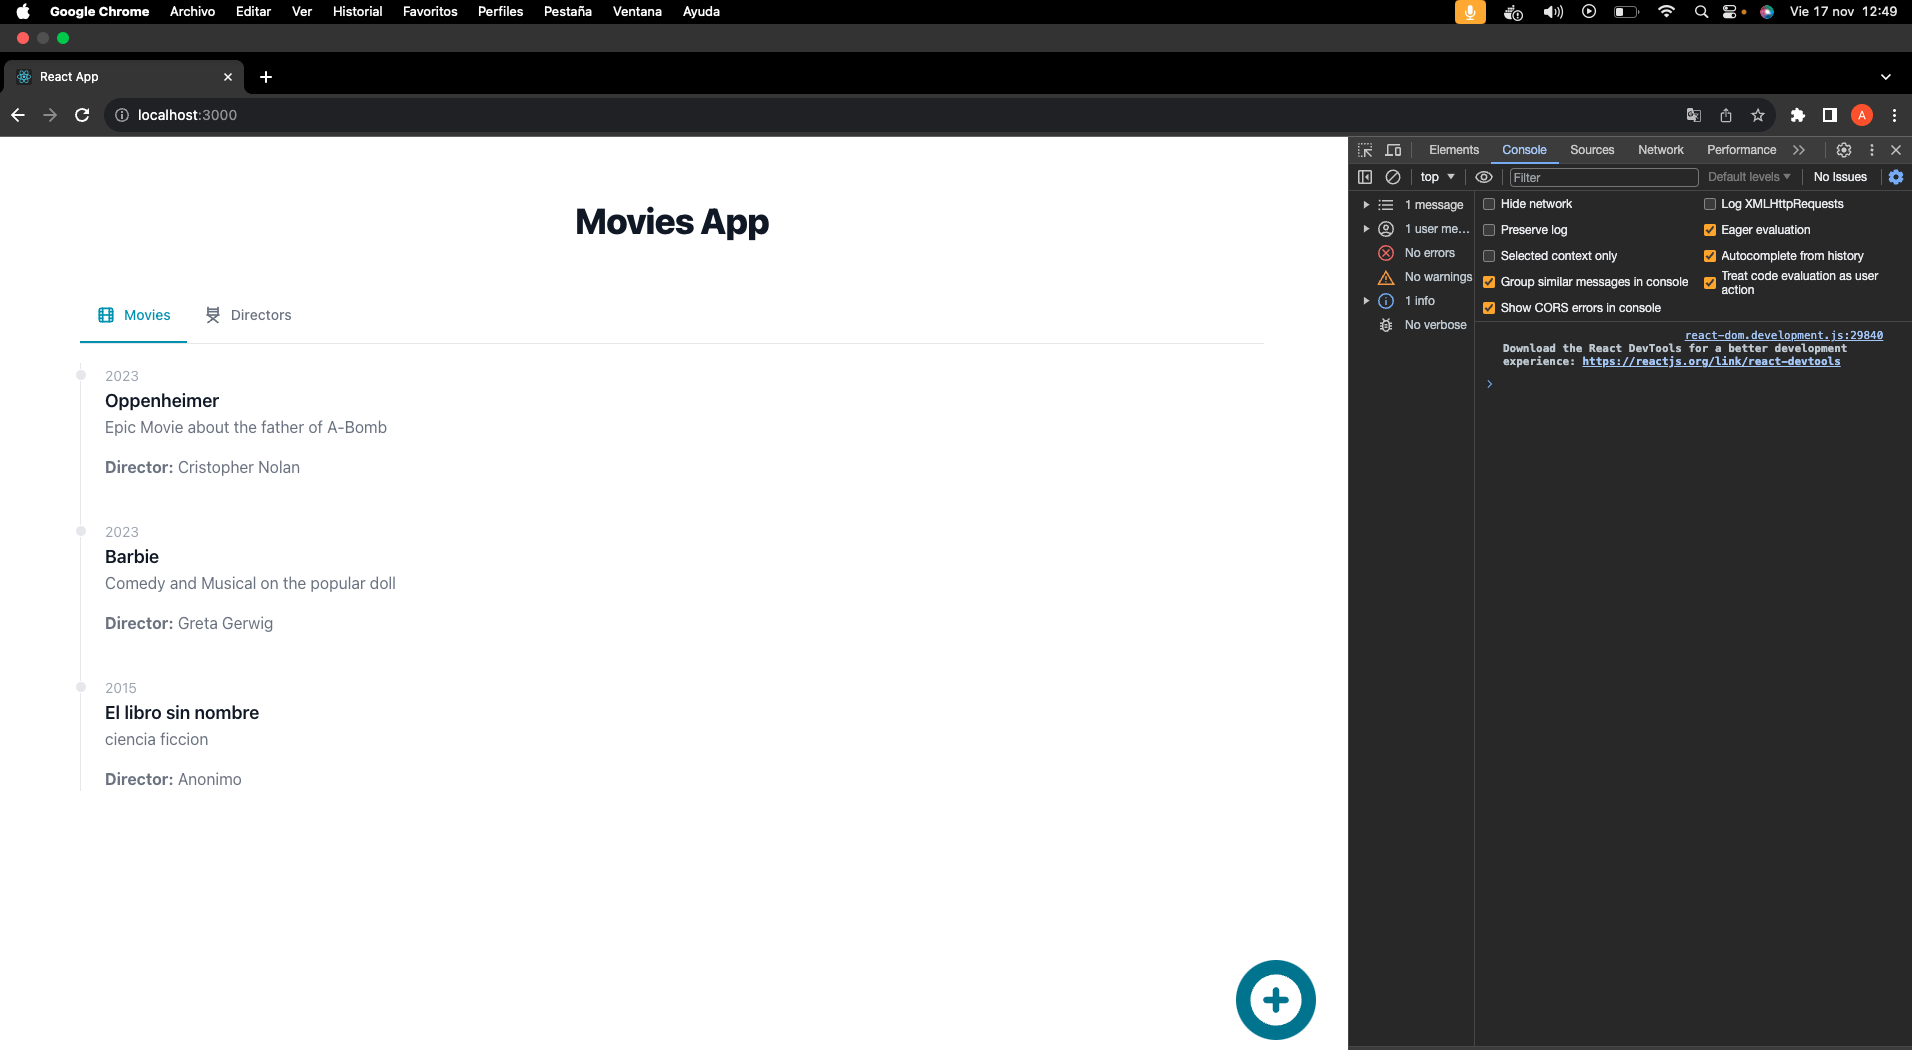 Google Chrome Archivo Editar Ver Historial Favoritos Perfiles Pestaña Ventana Ayuda Vie 17 nov 12:49
React App
localhost:3000 A
Elements Console Sources Network Performance
top Filter Default levels No Issues
Movies App
Movies Directors
2023
Oppenheimer
Epic Movie about the father of A-Bomb
Director: Cristopher Nolan
2023
Barbie
Comedy and Musical on the popular doll
Director: Greta Gerwig
2015
El libro sin nombre
ciencia ficcion
Director: Anonimo
1 message
1 user me...
No errors
No warnings
1 info
No verbose
Hide network
Preserve log
Selected context only
Group similar messages in console
Show CORS errors in console
Log XMLHttpRequests
Eager evaluation
Autocomplete from history
Treat code evaluation as user
action
react-dom.development.js:29840
Download the React DevTools for a better development
experience: https://reactjs.org/link/react-devtools